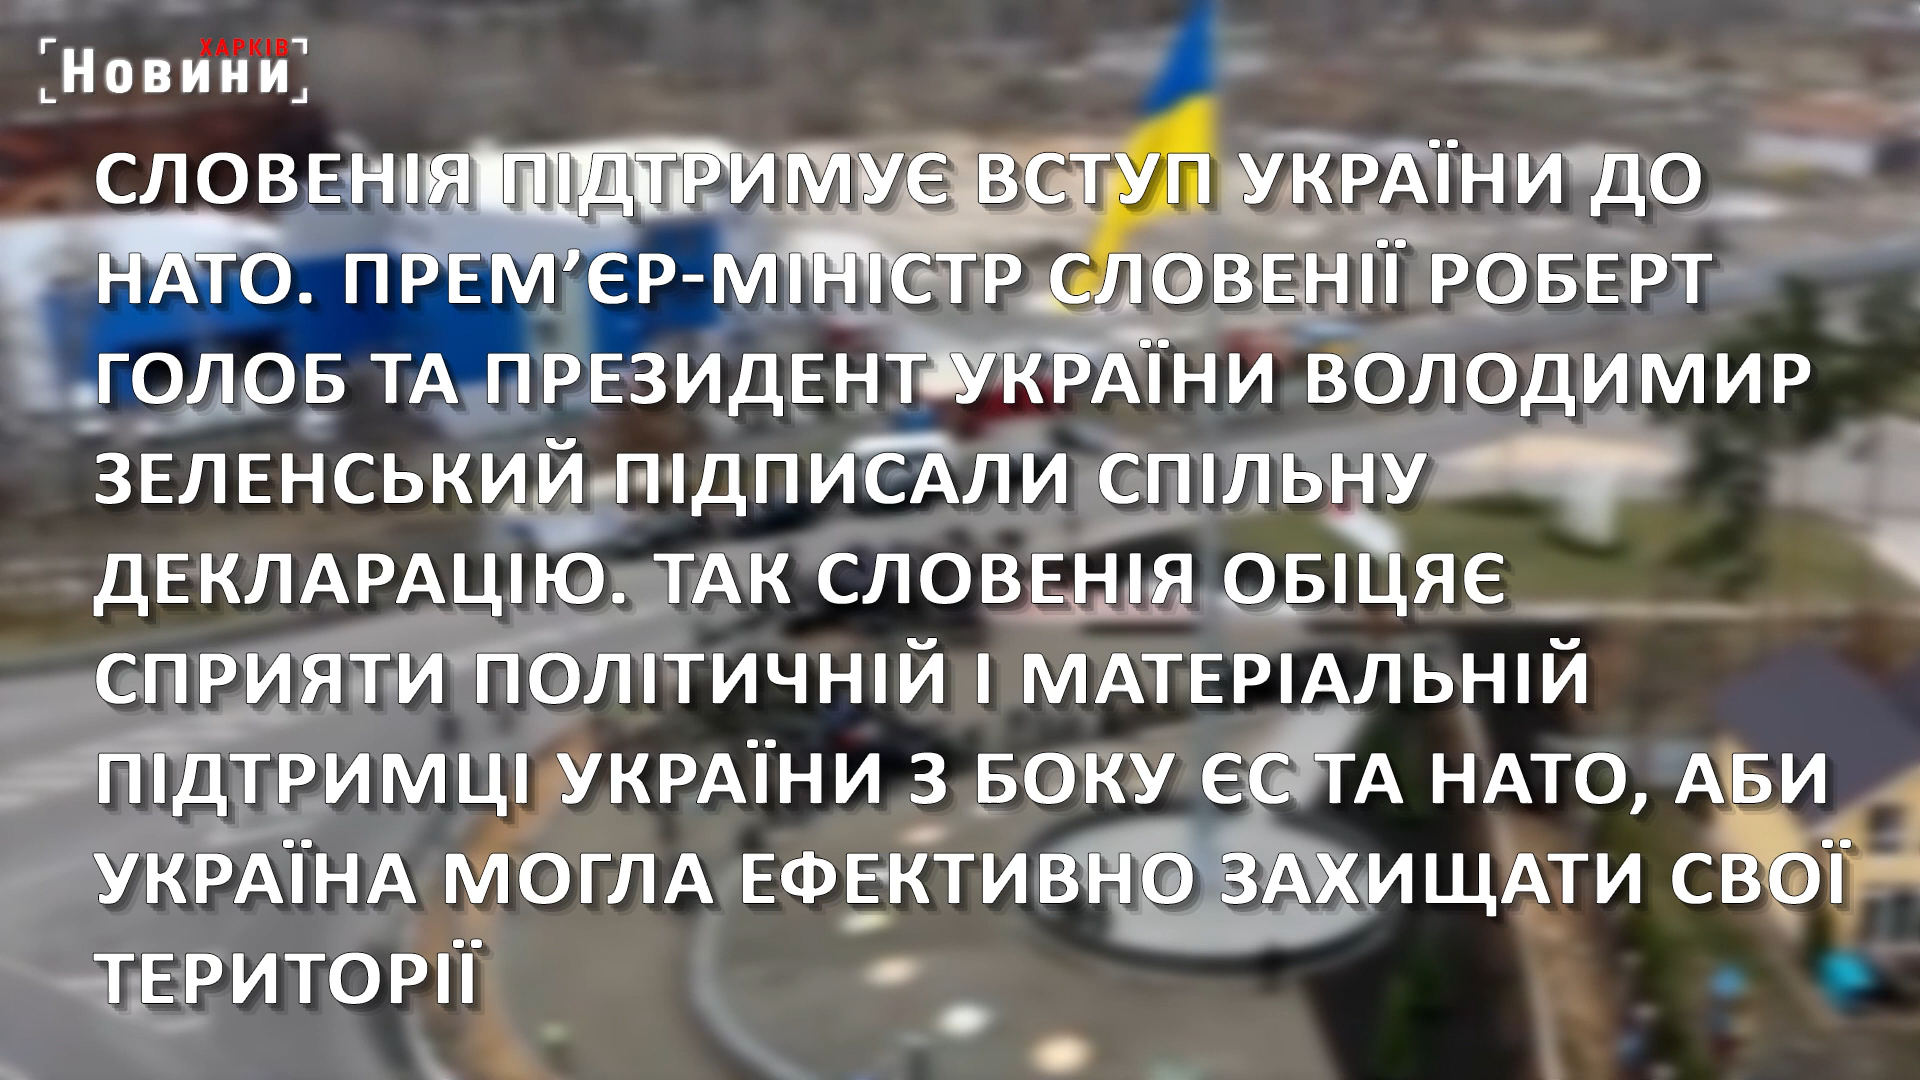 ХАРКІВ
Новини
СЛОВЕНІЯ ПІДТРИМУЄ ВСТУП УКРАЇНИ ДО
НАТО. ПРЕМ’ЄР-МІНІСТР СЛОВЕНІЇ РОБЕРТ
ГОЛОБ ТА ПРЕЗИДЕНТ УКРАЇНИ ВОЛОДИМИР
ЗЕЛЕНСЬКИЙ ПІДПИСАЛИ СПІЛЬНУ
ДЕКЛАРАЦІЮ. ТАК СЛОВЕНІЯ ОБІЦЯЄ
СПРИЯТИ ПОЛІТИЧНІЙ І МАТЕРІАЛЬНІЙ
ПІДТРИМЦІ УКРАЇНИ З БОКУ ЄС ТА НАТО, АБИ
УКРАЇНА МОГЛА ЕФЕКТИВНО ЗАХИЩАТИ СВОЇ
ТЕРИТОРІЇ